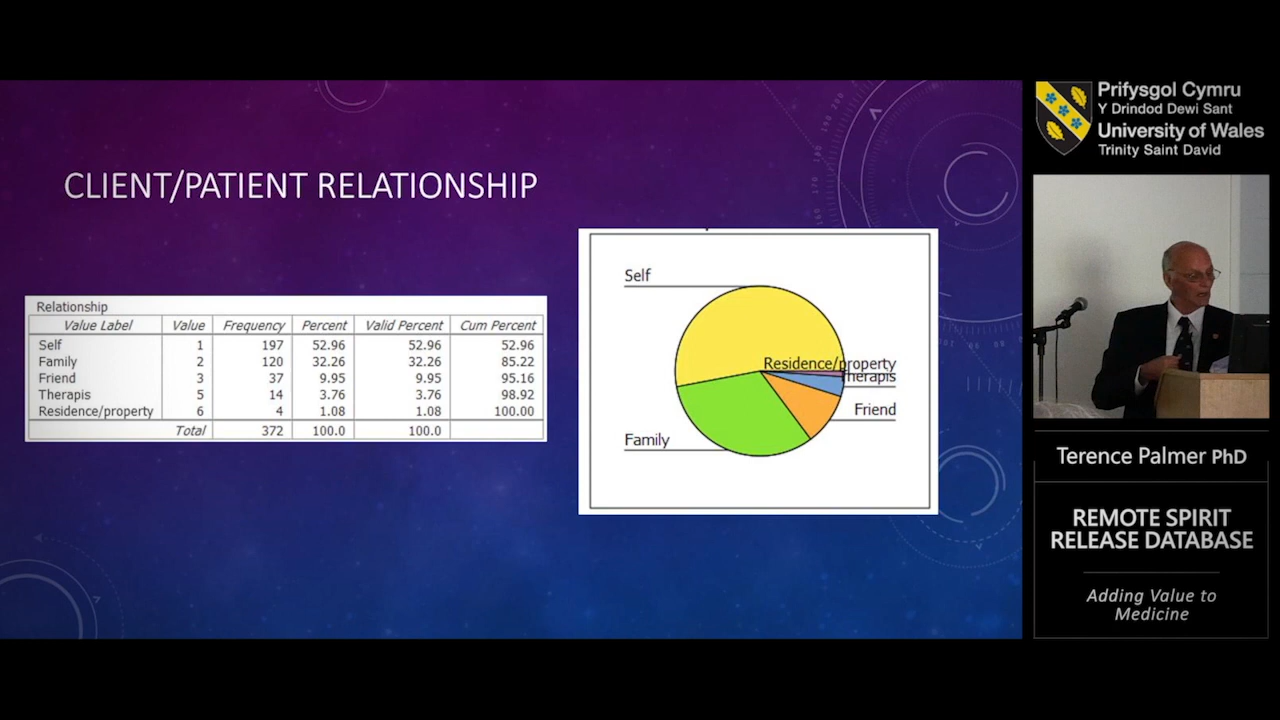 CLIENT/PATIENT RELATIONSHIP
Relationship
Value Label Value Frequency Percent Valid Percent Cum Percent
Self 1 197 52.96 52.96 52.96
Family 2 120 32.26 32.26 85.22
Friend 3 37 9.95 9.95 95.16
Therapis 5 14 3.76 3.76 98.92
Residence/property 6 4 1.08 1.08 100.00
Total 372 100.0 100.0
Self
Residence/property
Therapis
Friend
Family
Prifysgol Cymru
Y Drindod Dewi Sant
University of Wales
Trinity Saint David
Terence Palmer PhD
REMOTE SPIRIT
RELEASE DATABASE
Adding Value to
Medicine